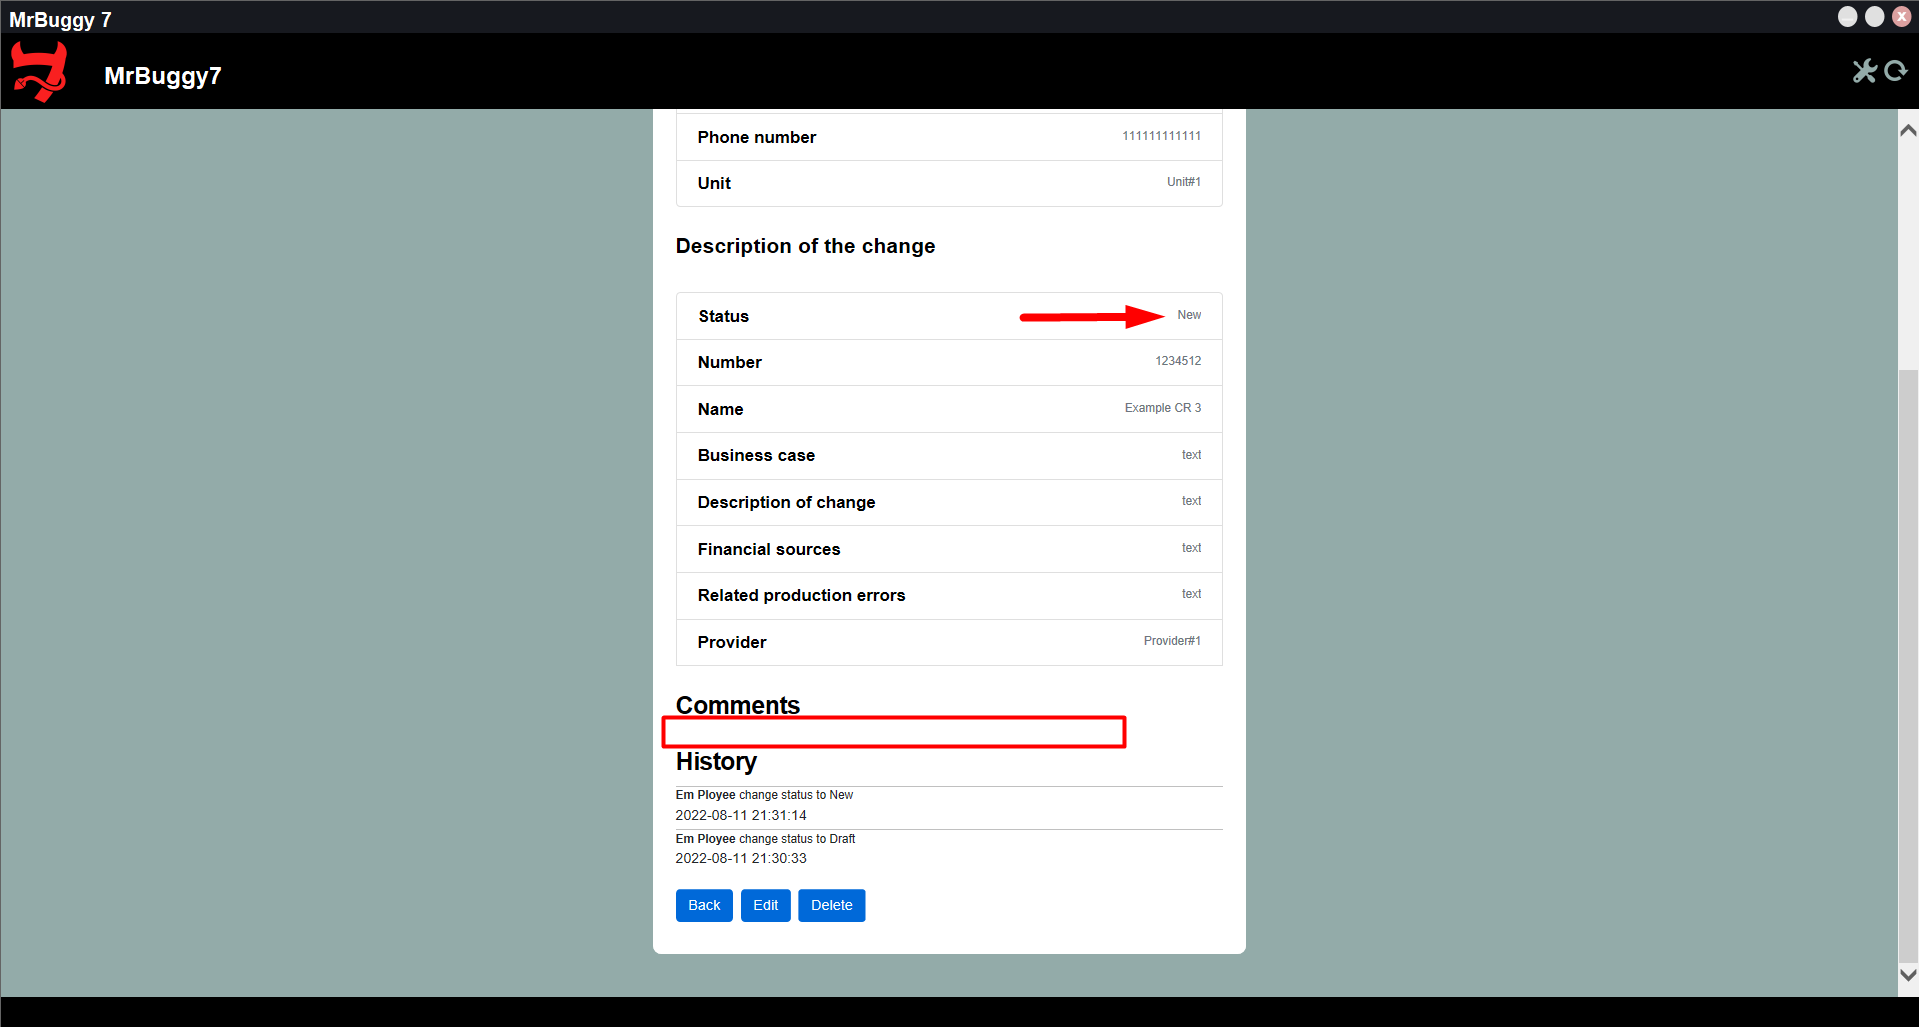 MrBuggy 7
MrBuggy7
Phone number 111111111111
Unit Unit#1
Description of the change
Status New
Number 1234512
Name Example CR 3
Business case text
Description of change text
Financial sources text
Related production errors text
Provider Provider#1
Comments
History
Em Ployee change status to New
2022-08-11 21:31:14
Em Ployee change status to Draft
2022-08-11 21:30:33
Back Edit Delete